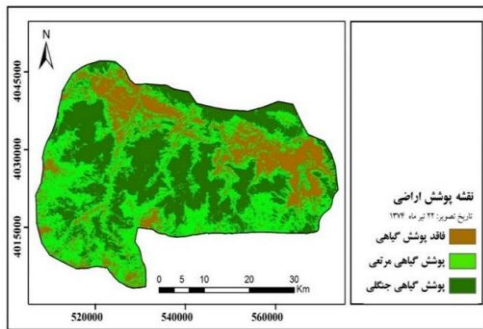 N
4045000
4030000
4015000
520000
540000
560000
0 5 10 20 30
Km
نقشه پوشش اراضی
تاریخ تصویر: ۲۲ تیر ماه ۱۳۷۴
فاقد پوشش گیاهی
پوشش گیاهی مرتعی
پوشش گیاهی جنگلی